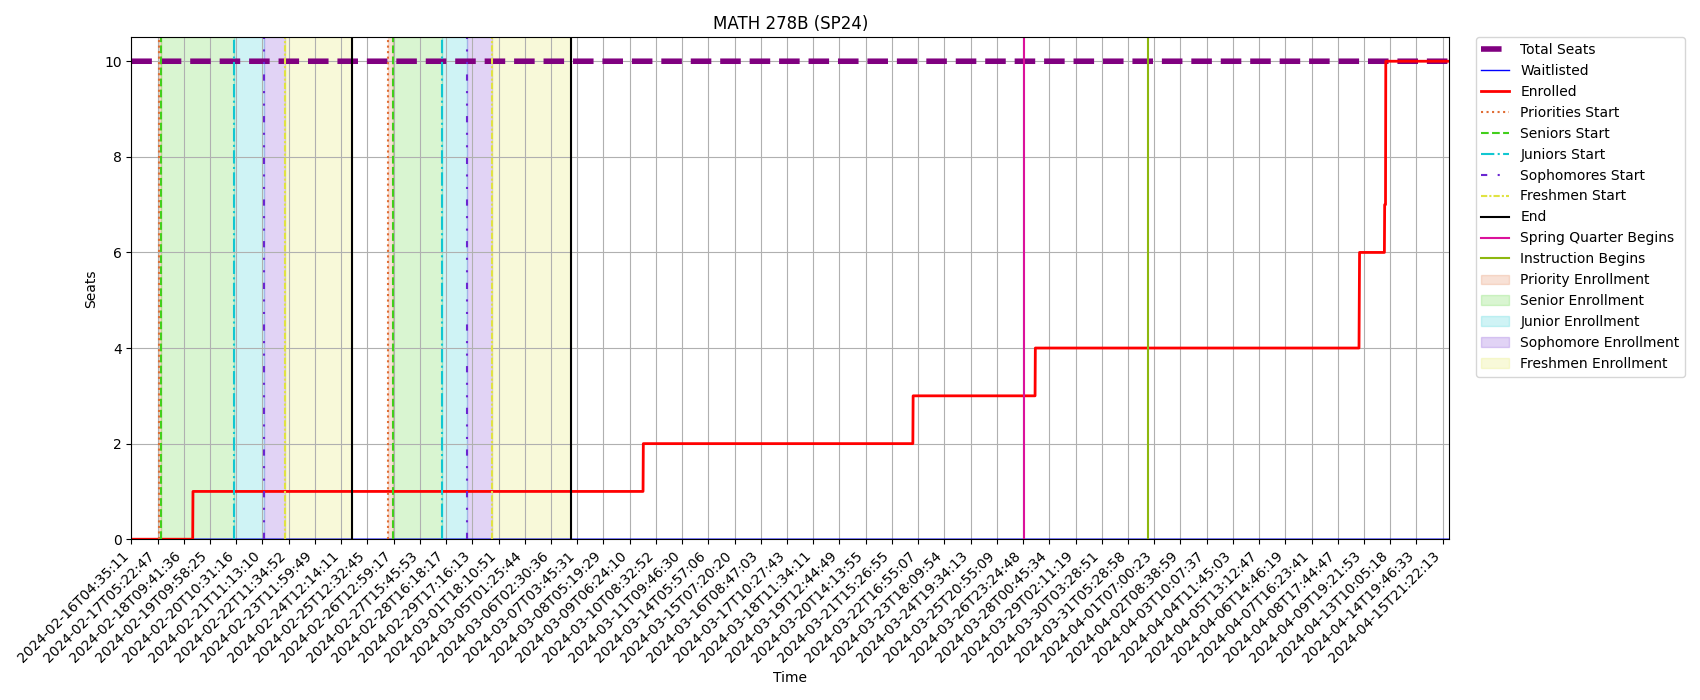 MATH 278B (SP24)
Seats
10
8
6
4
2
0
2024-02-16T04:35:11
2024-02-17T05:22:47
2024-02-18T09:41:36
2024-02-19T09:58:25
2024-02-20T10:31:16
2024-02-21T11:13:10
2024-02-22T11:34:52
2024-02-23T11:59:49
2024-02-24T12:14:11
2024-02-25T12:32:45
2024-02-26T12:59:17
2024-02-27T15:45:53
2024-02-28T16:18:17
2024-02-29T17:16:13
2024-03-01T18:10:51
2024-03-05T01:25:44
2024-03-06T02:30:36
2024-03-07T03:45:31
2024-03-08T05:19:29
2024-03-09T06:24:10
2024-03-10T08:32:52
2024-03-11T09:46:30
2024-03-14T05:57:06
2024-03-15T07:20:20
2024-03-16T08:47:03
2024-03-17T10:27:43
2024-03-18T11:34:11
2024-03-19T12:44:49
2024-03-20T14:13:55
2024-03-21T15:26:55
2024-03-22T16:55:07
2024-03-23T18:09:54
2024-03-24T19:34:13
2024-03-25T20:55:09
2024-03-26T23:24:48
2024-03-28T00:45:34
2024-03-29T02:11:19
2024-03-30T03:28:51
2024-03-31T05:28:58
2024-04-01T07:00:23
2024-04-02T08:38:59
2024-04-03T10:07:37
2024-04-04T11:45:03
2024-04-05T13:12:47
2024-04-06T14:46:19
2024-04-07T16:23:41
2024-04-08T17:44:47
2024-04-09T19:21:53
2024-04-13T10:05:18
2024-04-14T19:46:33
2024-04-15T21:22:13
Time
Total Seats
Waitlisted
Enrolled
Priorities Start
Seniors Start
Juniors Start
Sophomores Start
Freshmen Start
End
Spring Quarter Begins
Instruction Begins
Priority Enrollment
Senior Enrollment
Junior Enrollment
Sophomore Enrollment
Freshmen Enrollment